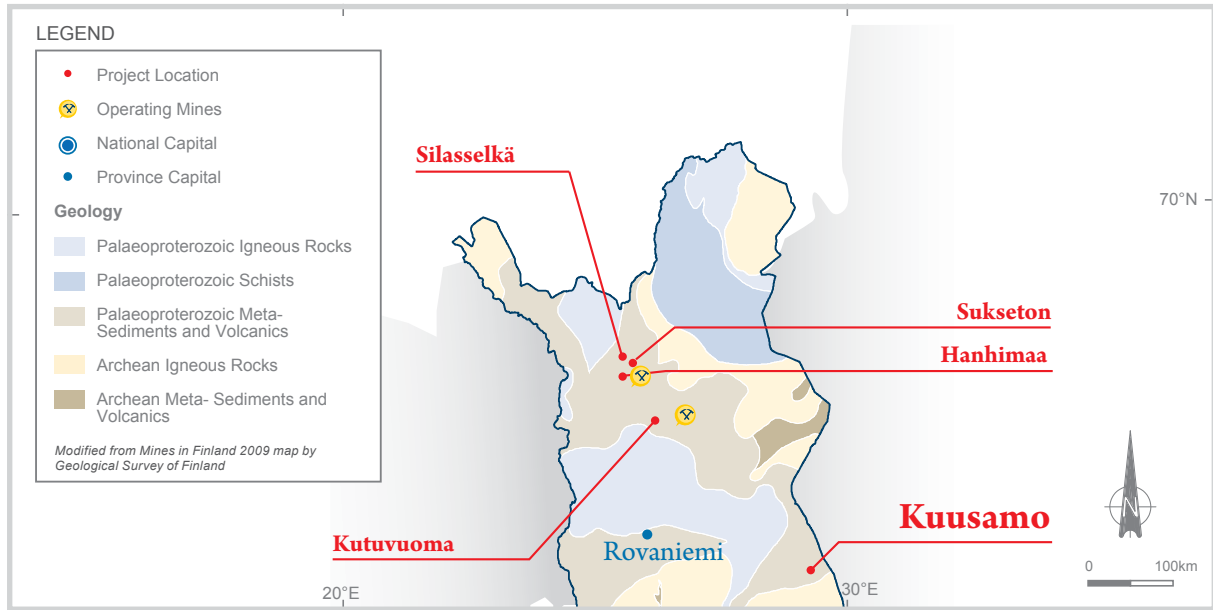 LEGEND
Project Location
Operating Mines
National Capital
Province Capital
Geology
Palaeoproterozoic Igneous Rocks
Palaeoproterozoic Schists
Palaeoproterozoic Meta-
Sediments and Volcanics
Archean Igneous Rocks
Archean Meta- Sediments and
Volcanics
Modified from Mines in Finland 2009 map by
Geological Survey of Finland
Silasselkä
70°N
Sukseton
Hanhimaa
Kuusamo
Kutuvuoma
Rovaniemi
N
0 100km
20°E
30°E